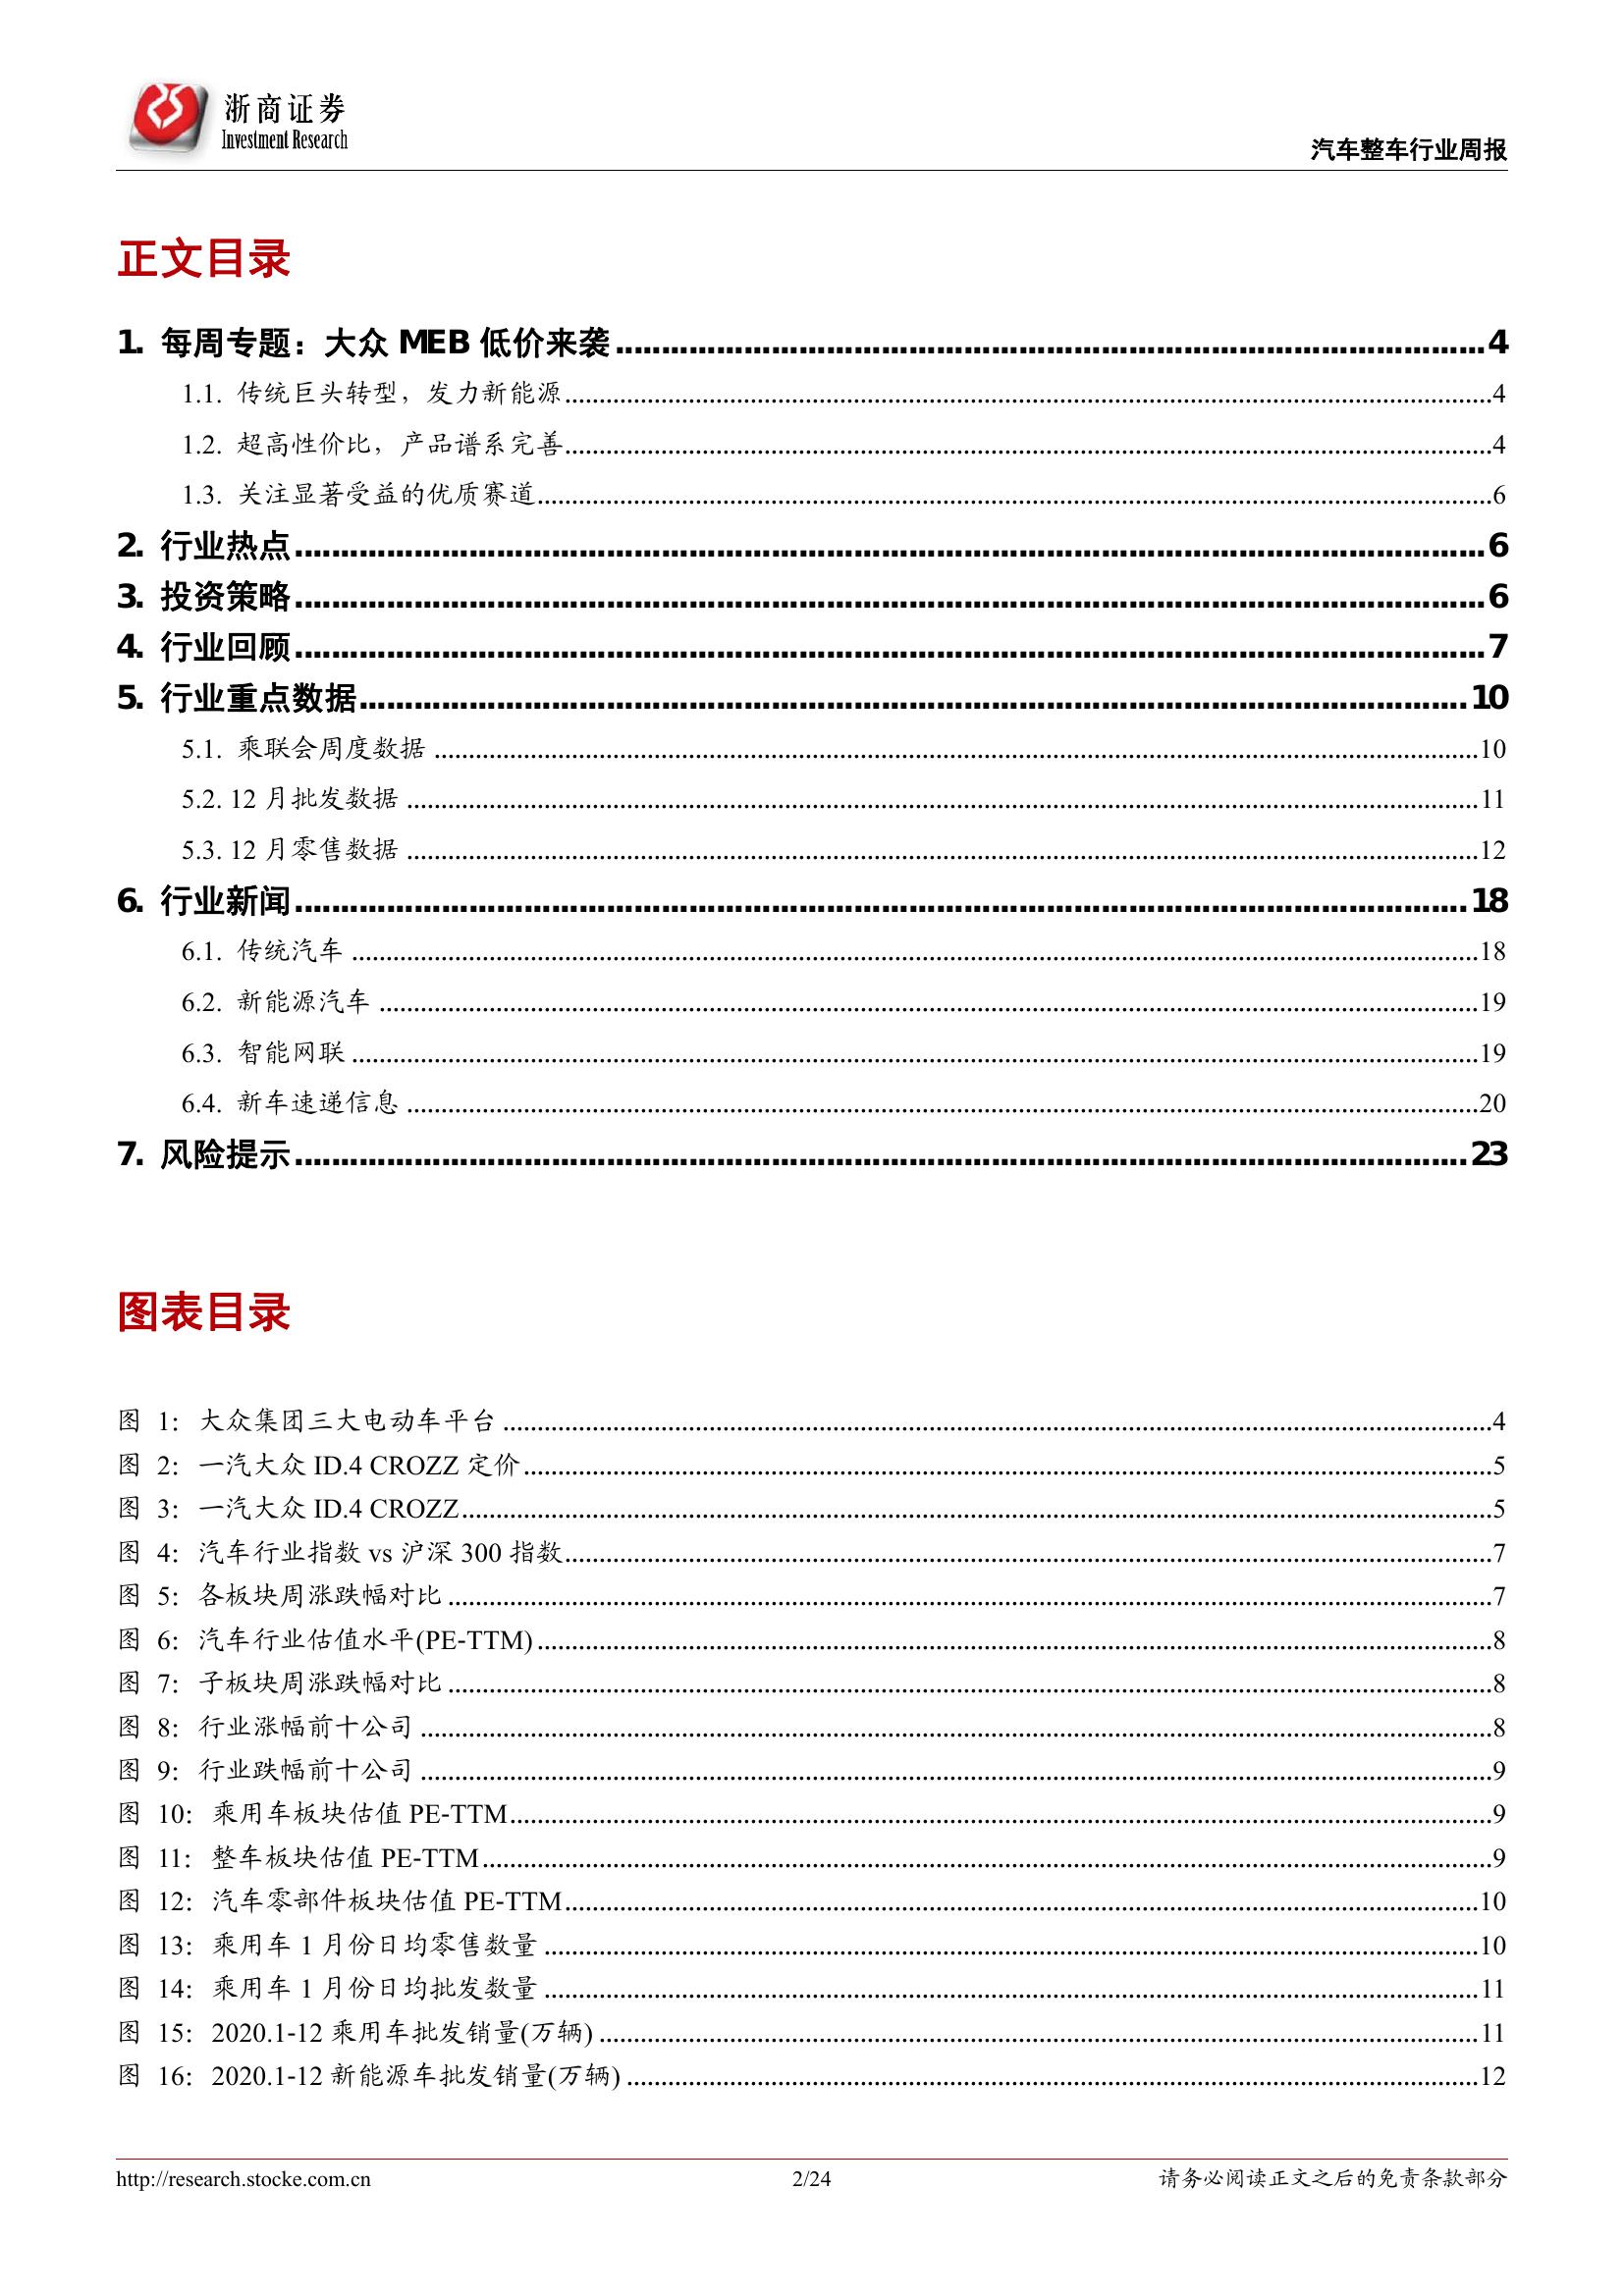 浙商证券
Investment Research
汽车整车行业周报
正文目录
1. 每周专题：大众 MEB 低价来袭 4
1.1. 传统巨头转型，发力新能源 4
1.2. 超高性价比，产品谱系完善 4
1.3. 关注显著受益的优质赛道 6
2. 行业热点 6
3. 投资策略 6
4. 行业回顾 7
5. 行业重点数据 10
5.1. 乘联会周度数据 10
5.2. 12 月批发数据 11
5.3. 12 月零售数据 12
6. 行业新闻 18
6.1. 传统汽车 18
6.2. 新能源汽车 19
6.3. 智能网联 19
6.4. 新车速递信息 20
7. 风险提示 23
图表目录
图 1：大众集团三大电动车平台 4
图 2：一汽大众 ID.4 CROZZ 定价 5
图 3：一汽大众 ID.4 CROZZ 5
图 4：汽车行业指数 vs 沪深 300 指数 7
图 5：各板块周涨跌幅对比 7
图 6：汽车行业估值水平(PE-TTM) 8
图 7：子板块周涨跌幅对比 8
图 8：行业涨幅前十公司 8
图 9：行业跌幅前十公司 9
图 10：乘用车板块估值 PE-TTM 9
图 11：整车板块估值 PE-TTM 9
图 12：汽车零部件板块估值 PE-TTM 10
图 13：乘用车 1 月份日均零售数量 10
图 14：乘用车 1 月份日均批发数量 11
图 15：2020.1-12 乘用车批发销量(万辆) 11
图 16：2020.1-12 新能源车批发销量(万辆) 12
http://research.stocke.com.cn
2/24
请务必阅读正文之后的免责条款部分